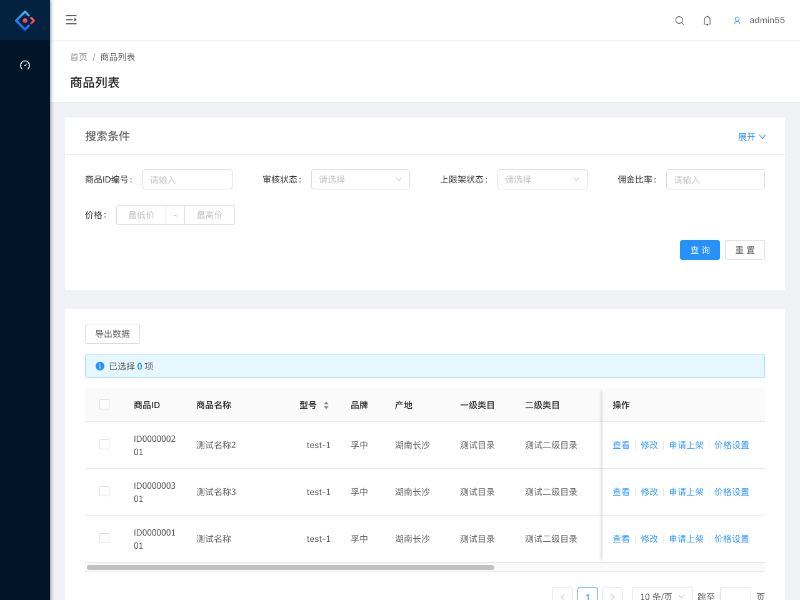 admin55
首页 / 商品列表
商品列表
搜索条件 展开
商品ID编号： 请输入 审核状态： 请选择 上限架状态： 请选择 佣金比率： 请输入
价格： 最低价 ~ 最高价
查 询 重 置
导出数据
已选择 0 项
商品ID 商品名称 型号 品牌 产地 一级类目 二级类目 操作
ID0000002
01 测试名称2 test-1 孚中 湖南长沙 测试目录 测试二级目录 查看 修改 申请上架 价格设置
ID0000003
01 测试名称3 test-1 孚中 湖南长沙 测试目录 测试二级目录 查看 修改 申请上架 价格设置
ID0000001
01 测试名称 test-1 孚中 湖南长沙 测试目录 测试二级目录 查看 修改 申请上架 价格设置
< 1 > 10 条/页 跳至 页